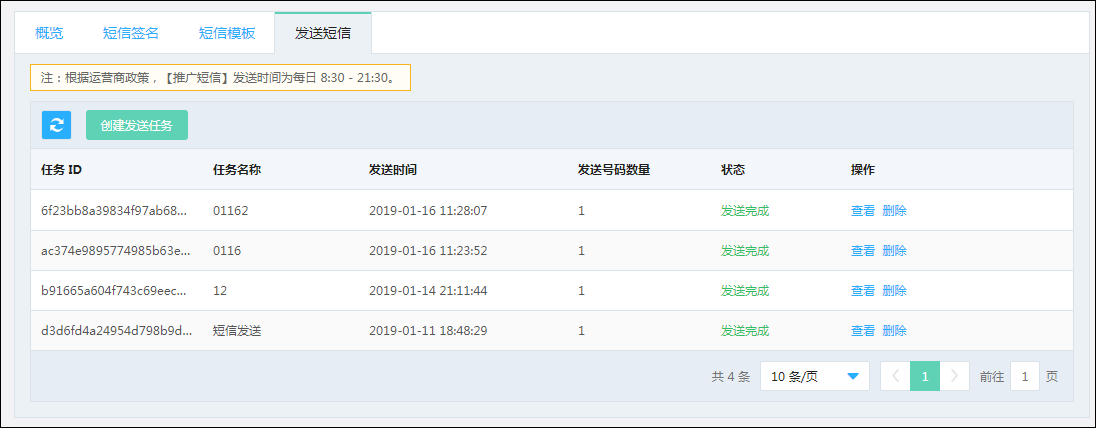 概览 短信签名 短信模板 发送短信
注：根据运营商政策，【推广短信】发送时间为每日 8:30 - 21:30。
创建发送任务
任务 ID 任务名称 发送时间 发送号码数量 状态 操作
6f23bb8a39834f97ab68... 01162 2019-01-16 11:28:07 1 发送完成 查看 删除
ac374e9895774985b63e... 0116 2019-01-16 11:23:52 1 发送完成 查看 删除
b91665a604f743c69eec... 12 2019-01-14 21:11:44 1 发送完成 查看 删除
d3d6fd4a24954d798b9d... 短信发送 2019-01-11 18:48:29 1 发送完成 查看 删除
共 4 条 10 条/页 1 前往 1 页